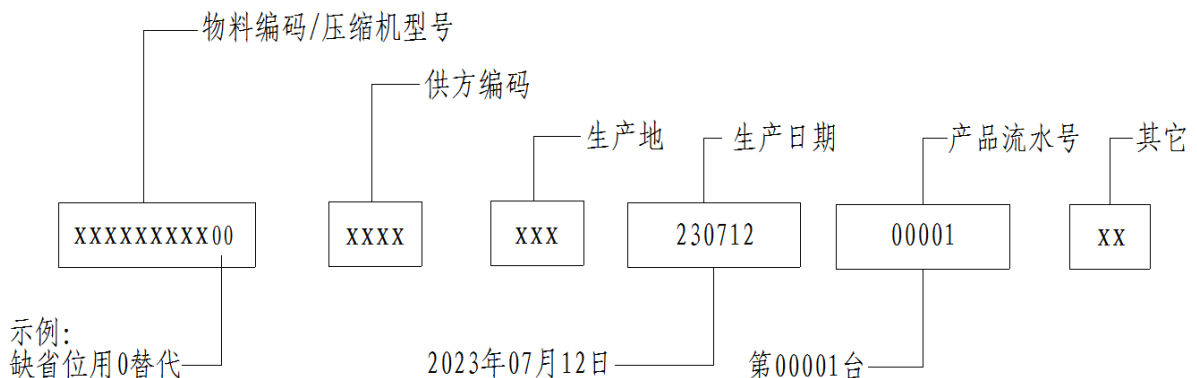 物料编码/压缩机型号
供方编码
生产地
生产日期
产品流水号
其它
XXXXXXXXX00
XXXX
XXX
230712
00001
XX
示例:
缺省位用0替代
2023年07月12日
第00001台